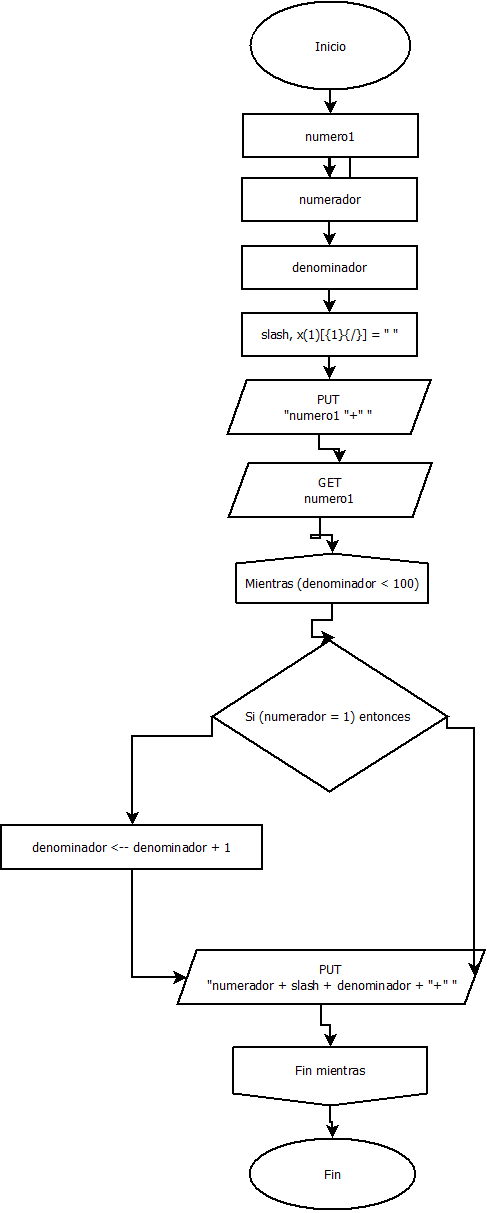 Inicio
numero1
numerador
denominador
slash, x(1)[{1}{/}] = " "
PUT
"numero1 "+" "
GET
numero1
Mientras (denominador < 100)
Si (numerador = 1) entonces
denominador <-- denominador + 1
PUT
"numerador + slash + denominador + "+" "
Fin mientras
Fin